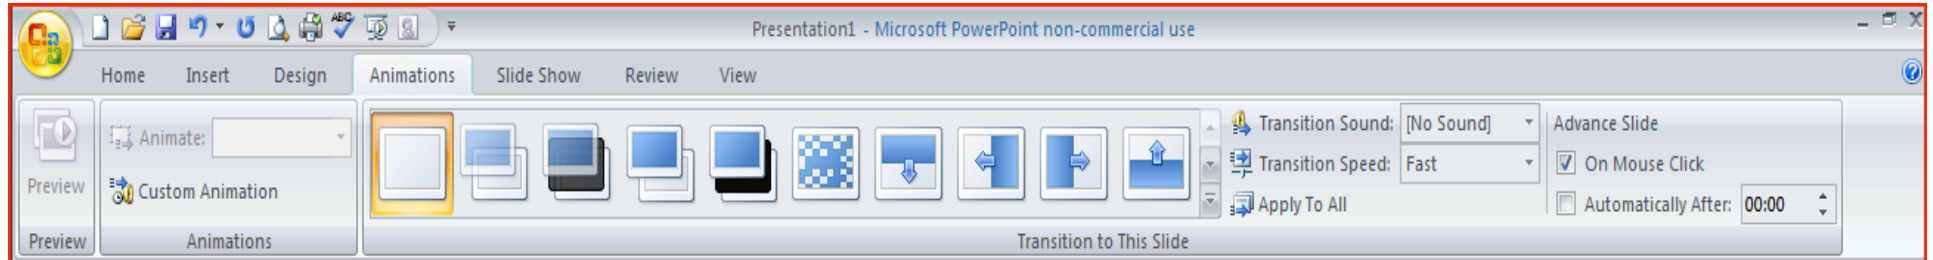 ABC
Presentation1 - Microsoft PowerPoint non-commercial use
Home Insert Design Animations Slide Show Review View
Animate:
Transition Sound: [No Sound]
Advance Slide
Preview
Custom Animation
Transition Speed: Fast
On Mouse Click
Apply To All
Automatically After: 00:00
Preview Animations Transition to This Slide